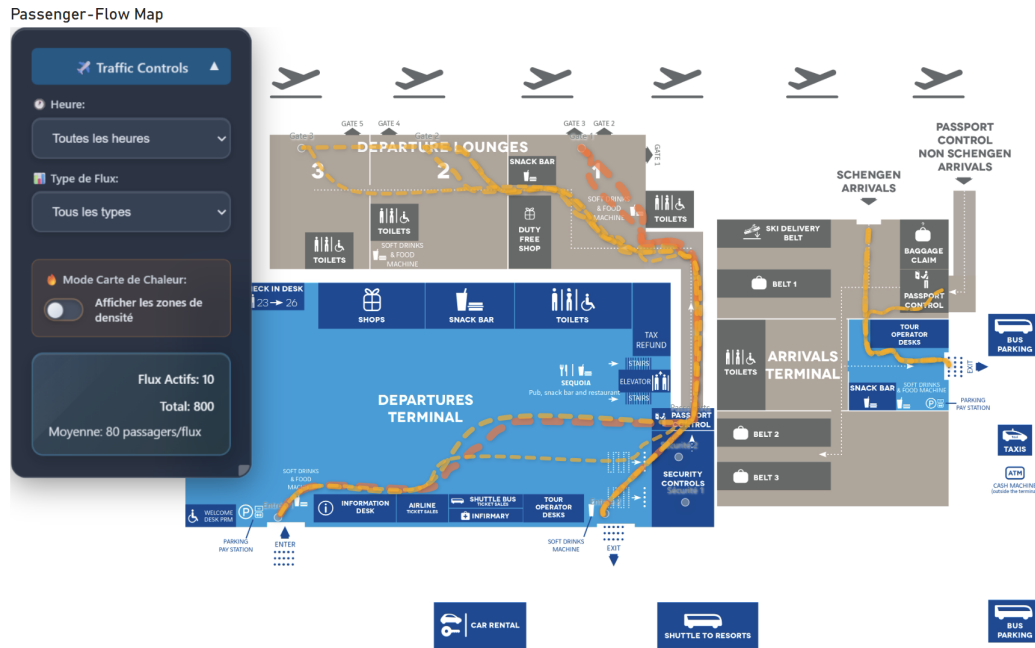 Passenger-Flow Map
Traffic Controls ▲
Heure:
Toutes les heures
Type de Flux:
Tous les types
Mode Carte de Chaleur:
Afficher les zones de
densité
Flux Actifs: 10
Total: 800
Moyenne: 80 passagers/flux
GATE 5
GATE 4
GATE 3
GATE 2
Gate 3
Gate 2
GATE 1
DEPARTURE LOUNGES
3
2
1
SNACK BAR
SOFT DRINKS
& FOOD
MACHINE
TOILETS
TOILETS
SOFT DRINKS
& FOOD
MACHINE
TOILETS
DUTY
FREE
SHOP
23 → 26
SHOPS
SNACK BAR
TOILETS
TAX
REFUND
STAIRS
ELEVATOR
STAIRS
SEQUOIA
Pub, snack bar and restaurant
DEPARTURES
TERMINAL
PASSPORT
CONTROL
SECURITY
CONTROLS
Sécurité 1
SOFT DRINKS
& FOOD
MACHINE
WELCOME
DESK PRM
P
PARKING
PAY STATION
ENTER
INFORMATION
DESK
AIRLINE
TICKET SALES
SHUTTLE BUS
TICKET SALES
INFIRMARY
TOUR
OPERATOR
DESKS
SOFT DRINKS
MACHINE
EXIT
PASSPORT
CONTROL
NON SCHENGEN
ARRIVALS
SCHENGEN
ARRIVALS
SKI DELIVERY
BELT
BAGGAGE
CLAIM
BELT 1
PASSPORT
CONTROL
TOUR
OPERATOR
DESKS
TOILETS
ARRIVALS
TERMINAL
SNACK BAR
SOFT DRINKS
& FOOD
MACHINE
P
PARKING
PAY STATION
EXIT
BELT 2
BELT 3
BUS
PARKING
TAXIS
ATM
CASH MACHINE
CAR RENTAL
SHUTTLE TO RESORTS
BUS
PARKING